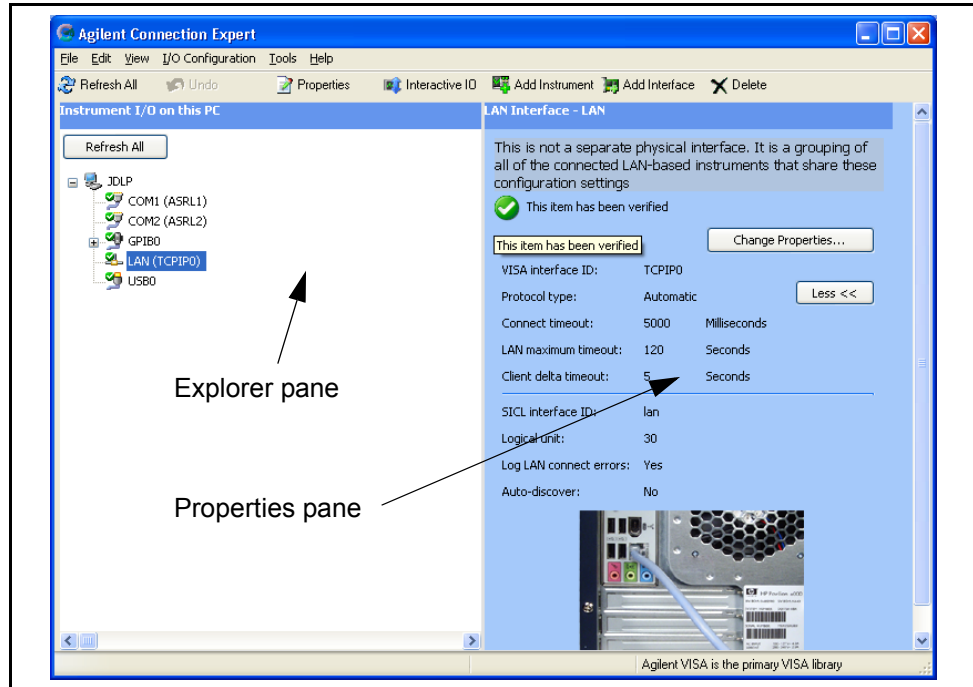 Agilent Connection Expert
File Edit View I/O Configuration Tools Help
Refresh All Undo Properties Interactive IO Add Instrument Add Interface Delete
Instrument I/O on this PC
Refresh All
JDLP
COM1 (ASRL1)
COM2 (ASRL2)
GPIB0
LAN (TCPIP0)
USB0
Explorer pane
Properties pane
LAN Interface - LAN
This is not a separate physical interface. It is a grouping of
all of the connected LAN-based instruments that share these
configuration settings
This item has been verified
This item has been verified
Change Properties...
VISA interface ID: TCPIP0
Protocol type: Automatic
Less <<
Connect timeout: 5000 Milliseconds
LAN maximum timeout: 120 Seconds
Client delta timeout: 5 Seconds
SICL interface ID: lan
Logical unit: 30
Log LAN connect errors: Yes
Auto-discover: No
Agilent VISA is the primary VISA library